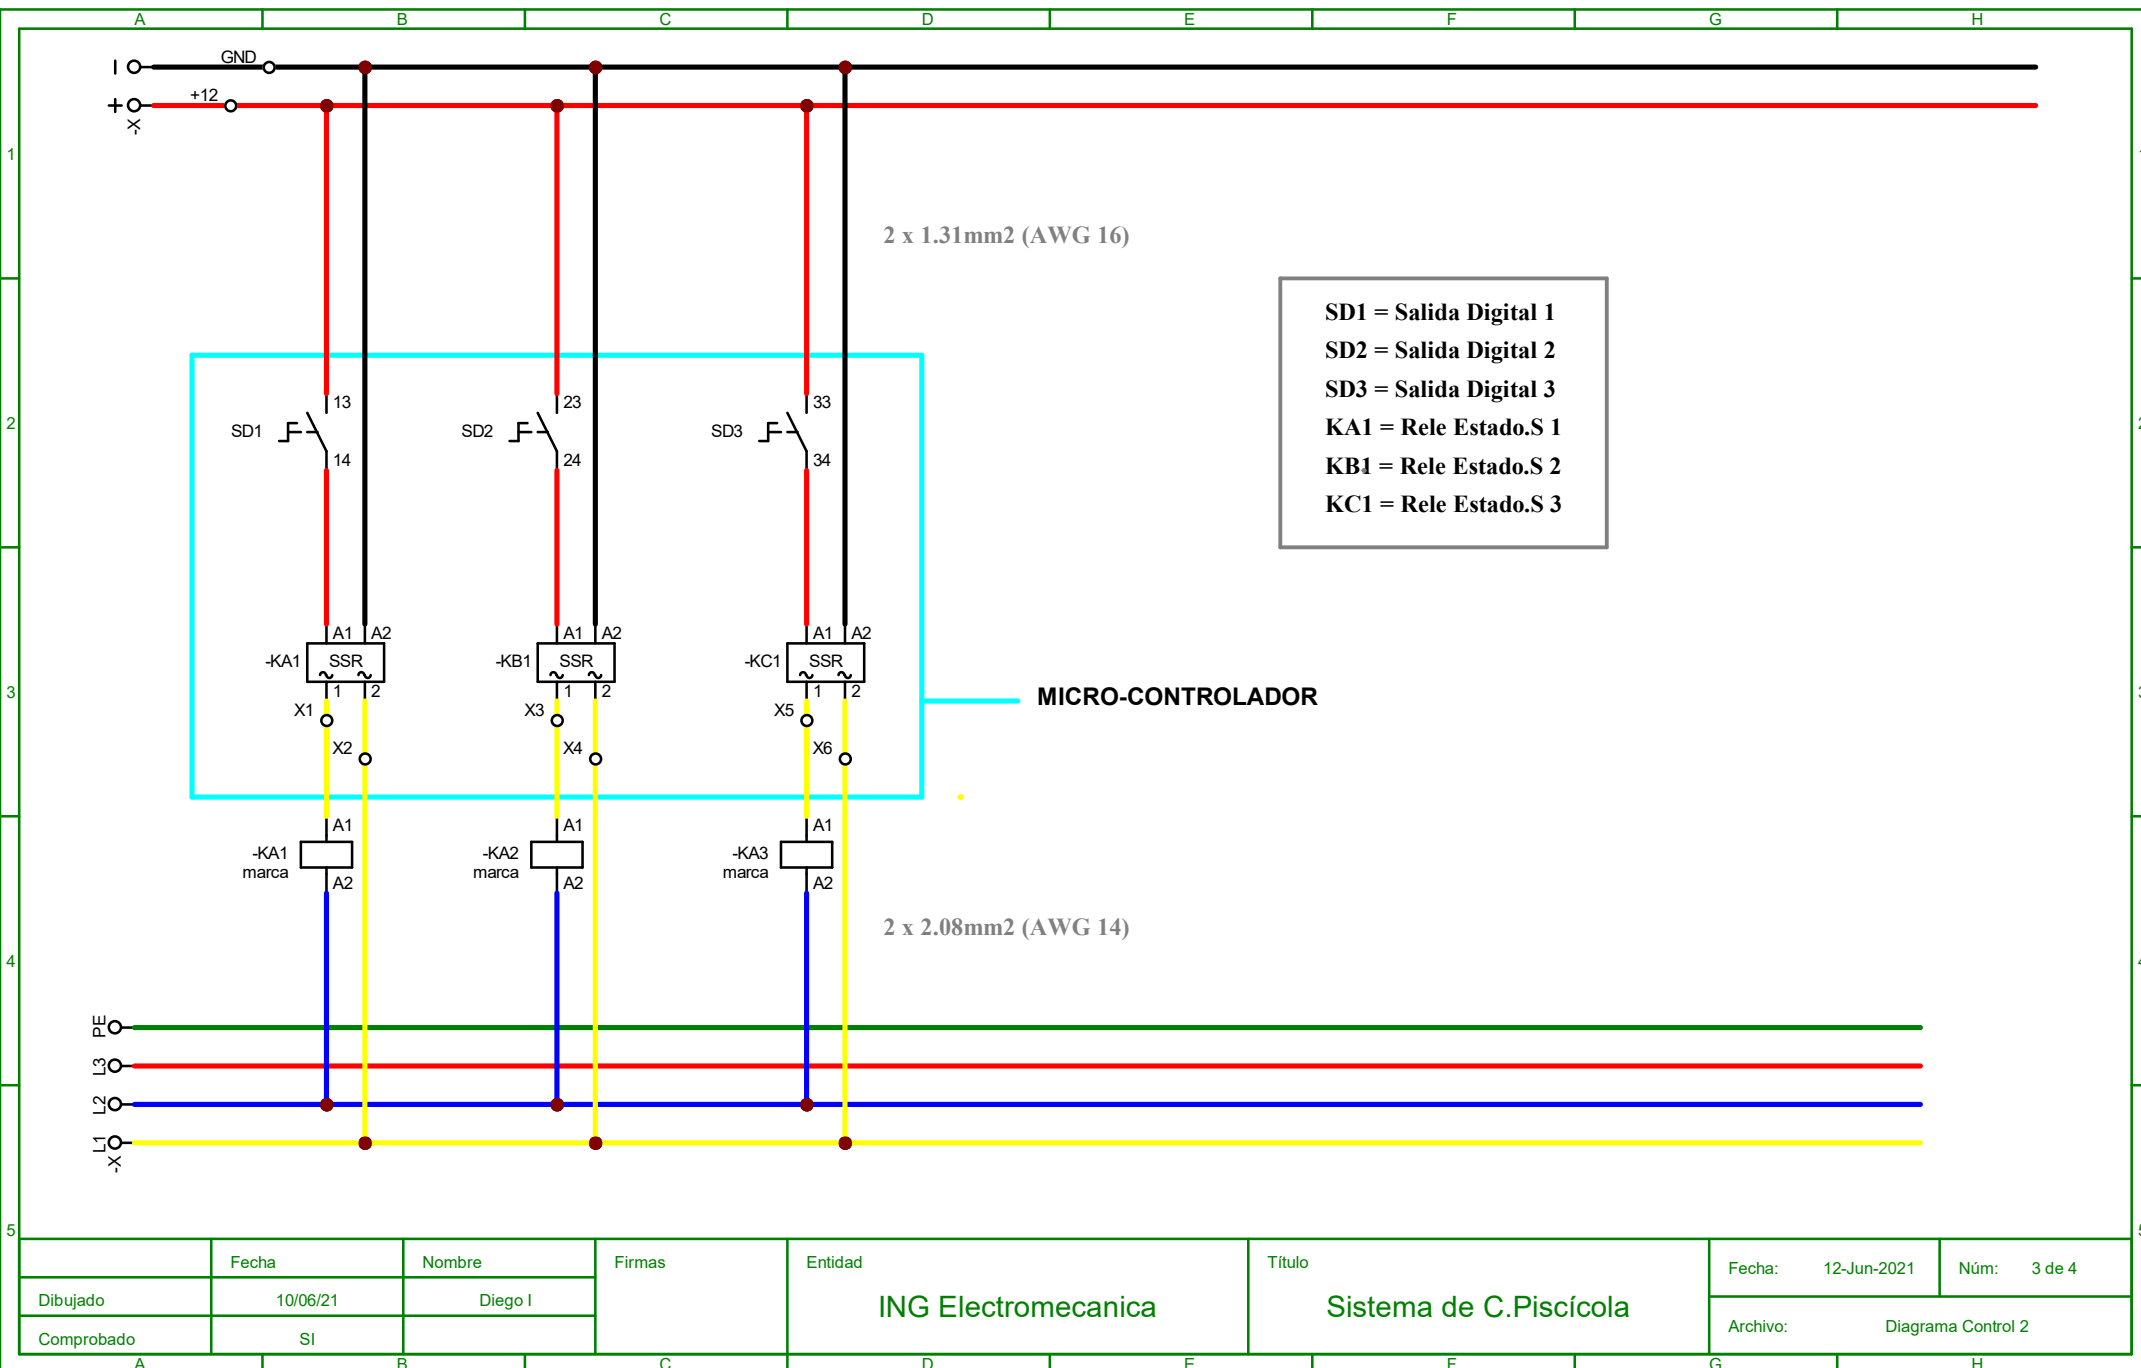 A B C D E F G H
GND
+12
-X
1
2 x 1.31mm2 (AWG 16)
SD1 = Salida Digital 1
SD2 = Salida Digital 2
SD3 = Salida Digital 3
KA1 = Rele Estado.S 1
KB1 = Rele Estado.S 2
KC1 = Rele Estado.S 3
13 23 33
2 SD1 SD2 SD3 2
14 24 34
A1 A2 A1 A2 A1 A2
-KA1 SSR -KB1 SSR -KC1 SSR
3 1 2 1 2 1 2 3
MICRO-CONTROLADOR
X1 X3 X5
X2 X4 X6
A1 A1 A1
-KA1 -KA2 -KA3
marca marca marca
A2 A2 A2
2 x 2.08mm2 (AWG 14)
4 4
PE
L3
L2
L1
-X
5 5
Fecha Nombre Firmas Entidad Título Fecha: 12-Jun-2021 Núm: 3 de 4
Dibujado 10/06/21 Diego I ING Electromecanica Sistema de C.Piscícola
Comprobado SI Archivo: Diagrama Control 2
A B C D E F G H